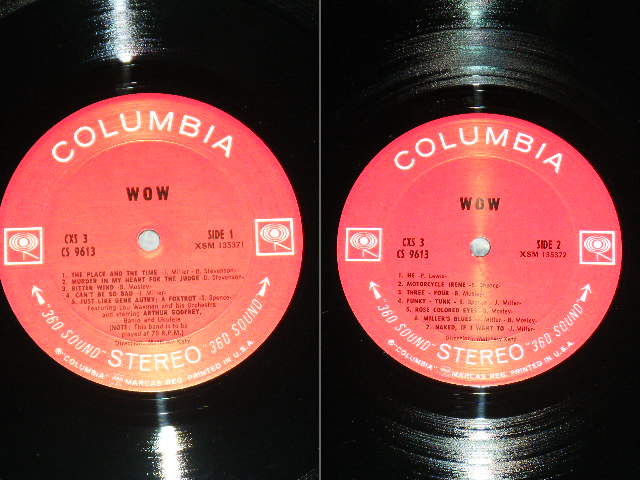 COLUMBIA
WOW
CXS 3
CS 9613
SIDE 1
XSM 135371
1. THE PLACE AND THE TIME -J. Miller - D. Stevenson-
2. MURDER IN MY HEART FOR THE JUDGE -D. Stevenson-
3. BITTER WIND -B. Mosley-
4. CAN'T BE SO BAD -J. Miller-
5. JUST LIKE GENE AUTRY: A FOXTROT -S. Spence-
Featuring Lou Waxman and his Orchestra
and starring ARTHUR GODFREY,
Banjo and Ukulele
(NOTE: This band is to be
played at 78 R.P.M.)
Direction: Matthew Katz
"360 SOUND" STEREO "360 SOUND"
® "COLUMBIA" MARCAS REG. PRINTED IN U.S.A.
COLUMBIA
WOW
CXS 3
CS 9613
SIDE 2
XSM 135372
1. HE -P. Lewis-
2. MOTORCYCLE IRENE -S. Spence-
3. THREE - FOUR -B. Mosley-
4. FUNKY - TUNK -S. Spence - J. Miller-
5. ROSE COLORED EYES -B. Mosley-
6. MILLER'S BLUES -J. Miller - B. Mosley-
7. NAKED, IF I WANT TO -J. Miller-
Direction: Matthew Katz
"360 SOUND" STEREO "360 SOUND"
® "COLUMBIA" MARCAS REG. PRINTED IN U.S.A.